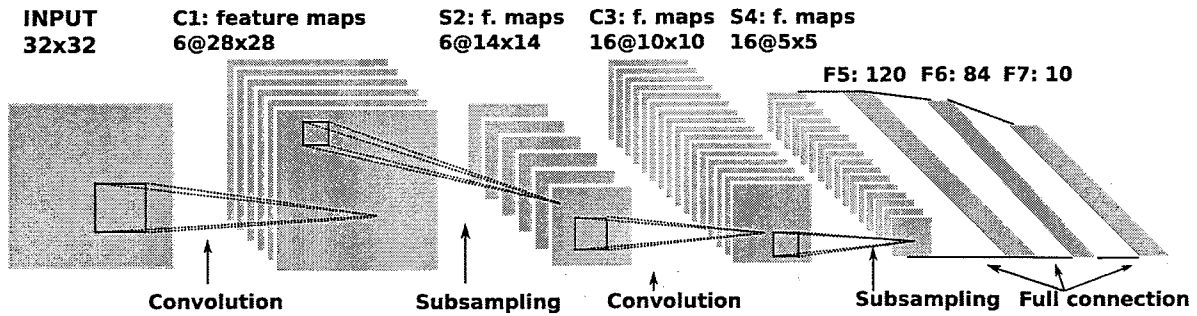 INPUT
32x32
C1: feature maps
6@28x28
S2: f. maps
6@14x14
C3: f. maps
16@10x10
S4: f. maps
16@5x5
F5: 120 F6: 84 F7: 10
Convolution
Subsampling
Convolution
Subsampling
Full connection